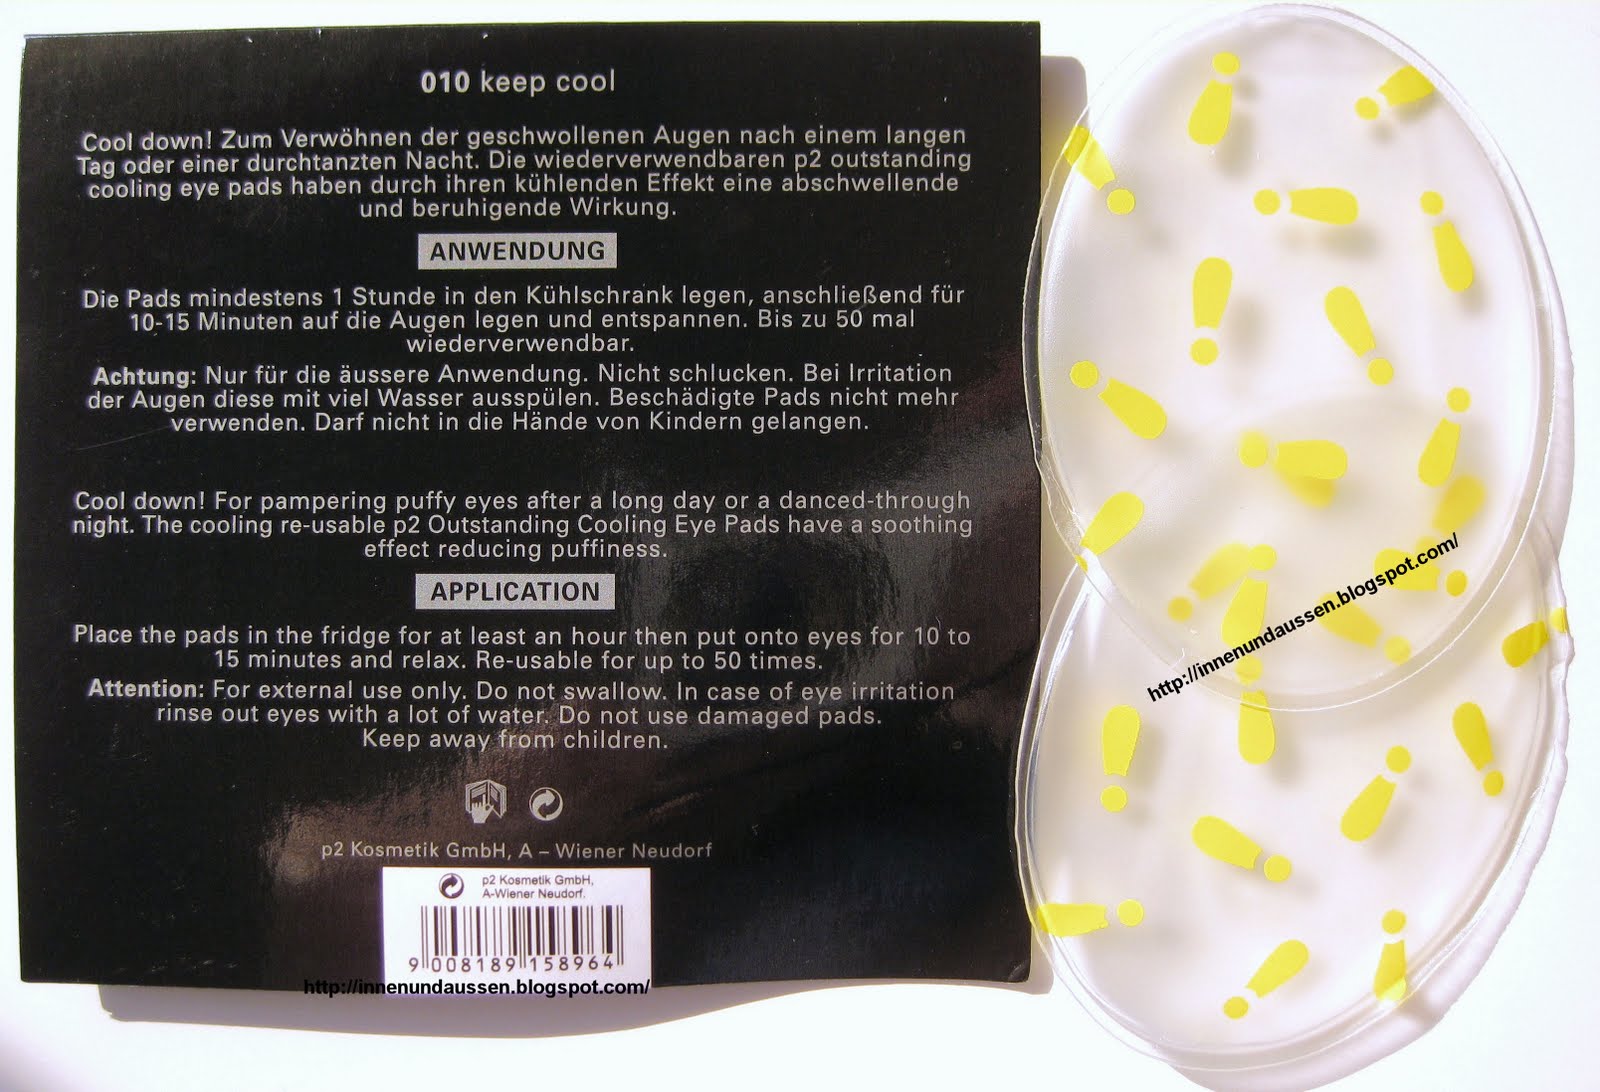 010 keep cool
Cool down! Zum Verwöhnen der geschwollenen Augen nach einem langen
Tag oder einer durchtanzten Nacht. Die wiederverwendbaren p2 outstanding
cooling eye pads haben durch ihren kühlenden Effekt eine abschwellende
und beruhigende Wirkung.
ANWENDUNG
Die Pads mindestens 1 Stunde in den Kühlschrank legen, anschließend für
10-15 Minuten auf die Augen legen und entspannen. Bis zu 50 mal
wiederverwendbar.
Achtung: Nur für die äussere Anwendung. Nicht schlucken. Bei Irritation
der Augen diese mit viel Wasser ausspülen. Beschädigte Pads nicht mehr
verwenden. Darf nicht in die Hände von Kindern gelangen.
Cool down! For pampering puffy eyes after a long day or a danced-through
night. The cooling re-usable p2 Outstanding Cooling Eye Pads have a soothing
effect reducing puffiness.
APPLICATION
Place the pads in the fridge for at least an hour then put onto eyes for 10 to
15 minutes and relax. Re-usable for up to 50 times.
Attention: For external use only. Do not swallow. In case of eye irritation
rinse out eyes with a lot of water. Do not use damaged pads.
Keep away from children.
p2 Kosmetik GmbH, A – Wiener Neudorf
p2 Kosmetik GmbH,
A-Wiener Neudorf.
9 008189 158964
http://innenundaussen.blogspot.com/
http://innenundaussen.blogspot.com/